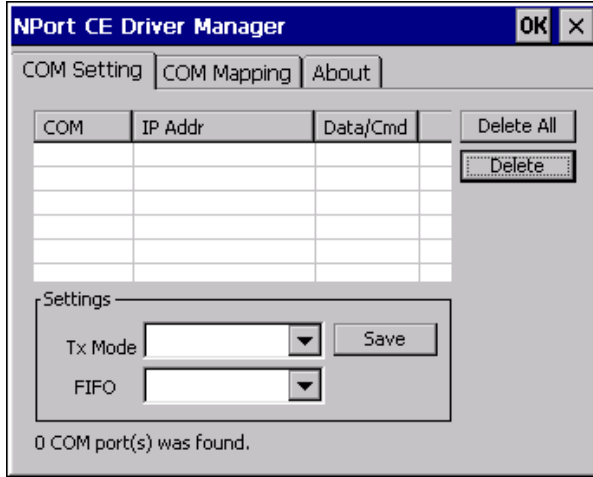 NPort CE Driver Manager OK ×
COM Setting COM Mapping About
COM IP Addr Data/Cmd Delete All
Delete
Settings
Tx Mode Save
FIFO
0 COM port(s) was found.